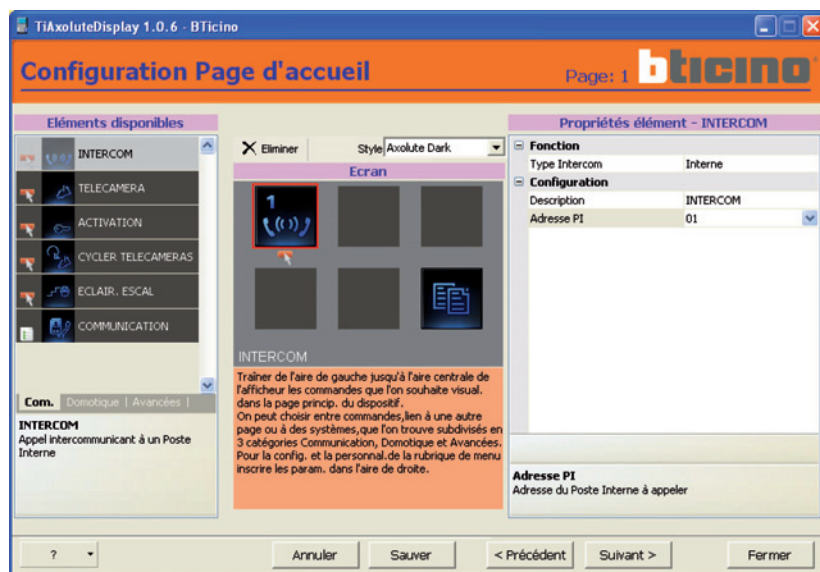 TiAxoluteDisplay 1.0.6 - BTicino
Configuration Page d'accueil
Page: 1
bticino
Eléments disponibles
INTERCOM
TELECAMERA
ACTIVATION
CYCLER TELECAMERAS
ECLAIR. ESCAL
COMMUNICATION
Com. Domotique | Avancées |
INTERCOM
Appel intercommunicant à un Poste
Interne
Eliminer
Style Axolute Dark
Ecran
1
INTERCOM
Traîner de l'aire de gauche jusqu'à l'aire centrale de
l'afficheur les commandes que l'on souhaite visual.
dans la page princip. du dispositif.
On peut choisir entre commandes,lien à une autre
page ou à des systèmes,que l'on trouve subdivisés en
3 catégories Communication, Domotique et Avancées.
Pour la config. et la personnal.de la rubrique de menu
inscrire les param. dans l'aire de droite.
Propriétés élément - INTERCOM
Fonction
Type Intercom Interne
Configuration
Description INTERCOM
Adresse PI 01
Adresse PI
Adresse du Poste Interne à appeler
?
Annuler
Sauver
< Précédent
Suivant >
Fermer